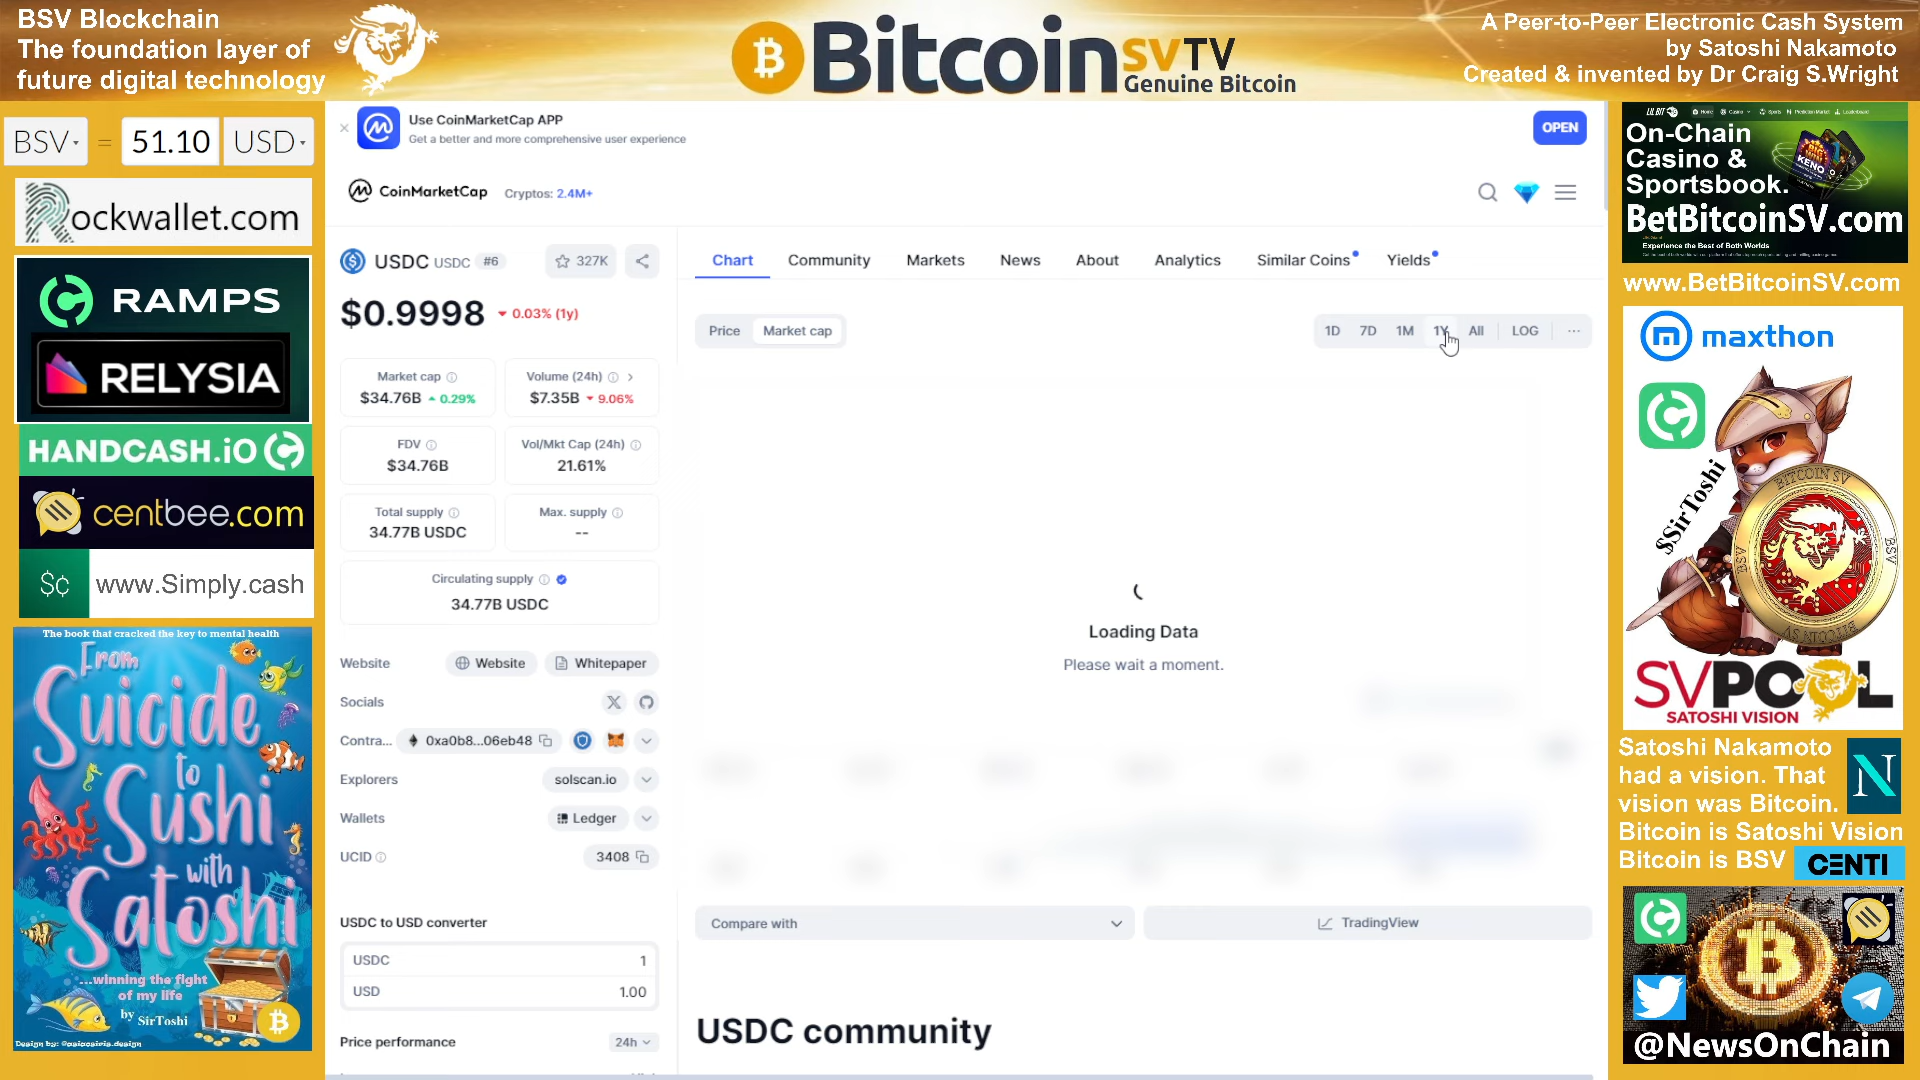 BSV Blockchain
The foundation layer of
future digital technology
Bitcoin SV TV
Genuine Bitcoin
A Peer-to-Peer Electronic Cash System
by Satoshi Nakamoto
Created & invented by Dr Craig S.Wright
BSV = 51.10 USD
Rockwallet.com
RAMPS
RELYSIA
HANDCASH.iO
centbee.com
$c www.Simply.cash
The book that cracked the key to mental health
From
Suicide
to
Sushi
with
Satoshi
...winning the fight
of my life
by SirToshi
Use CoinMarketCap APP
Get a better and more comprehensive user experience
OPEN
CoinMarketCap Cryptos: 2.4M+
USDC USDC #6 327K
$0.9998 0.03% (1y)
Market cap
$34.76B 0.29%
Volume (24h)
$7.35B 9.06%
FDV
$34.76B
Vol/Mkt Cap (24h)
21.61%
Total supply
34.77B USDC
Max. supply
--
Circulating supply
34.77B USDC
Website Website Whitepaper
Socials
Contra... 0xa0b8...06eb48
Explorers solscan.io
Wallets Ledger
UCID 3408
USDC to USD converter
USDC 1
USD 1.00
Price performance 24h
Chart Community Markets News About Analytics Similar Coins Yields
Price Market cap
1D 7D 1M 1Y All LOG ...
Loading Data
Please wait a moment.
Compare with
TradingView
USDC community
LIL BIT
On-Chain
Casino &
Sportsbook.
KENO
BetBitcoinSV.com
Experience the Best of Both Worlds
www.BetBitcoinSV.com
maxthon
$SirToshi
BITCOIN SV
BSV
BSV
SVPOOL
SATOSHI VISION
Satoshi Nakamoto
had a vision. That
vision was Bitcoin.
Bitcoin is Satoshi Vision
Bitcoin is BSV
N
CENTI
@NewsOnChain